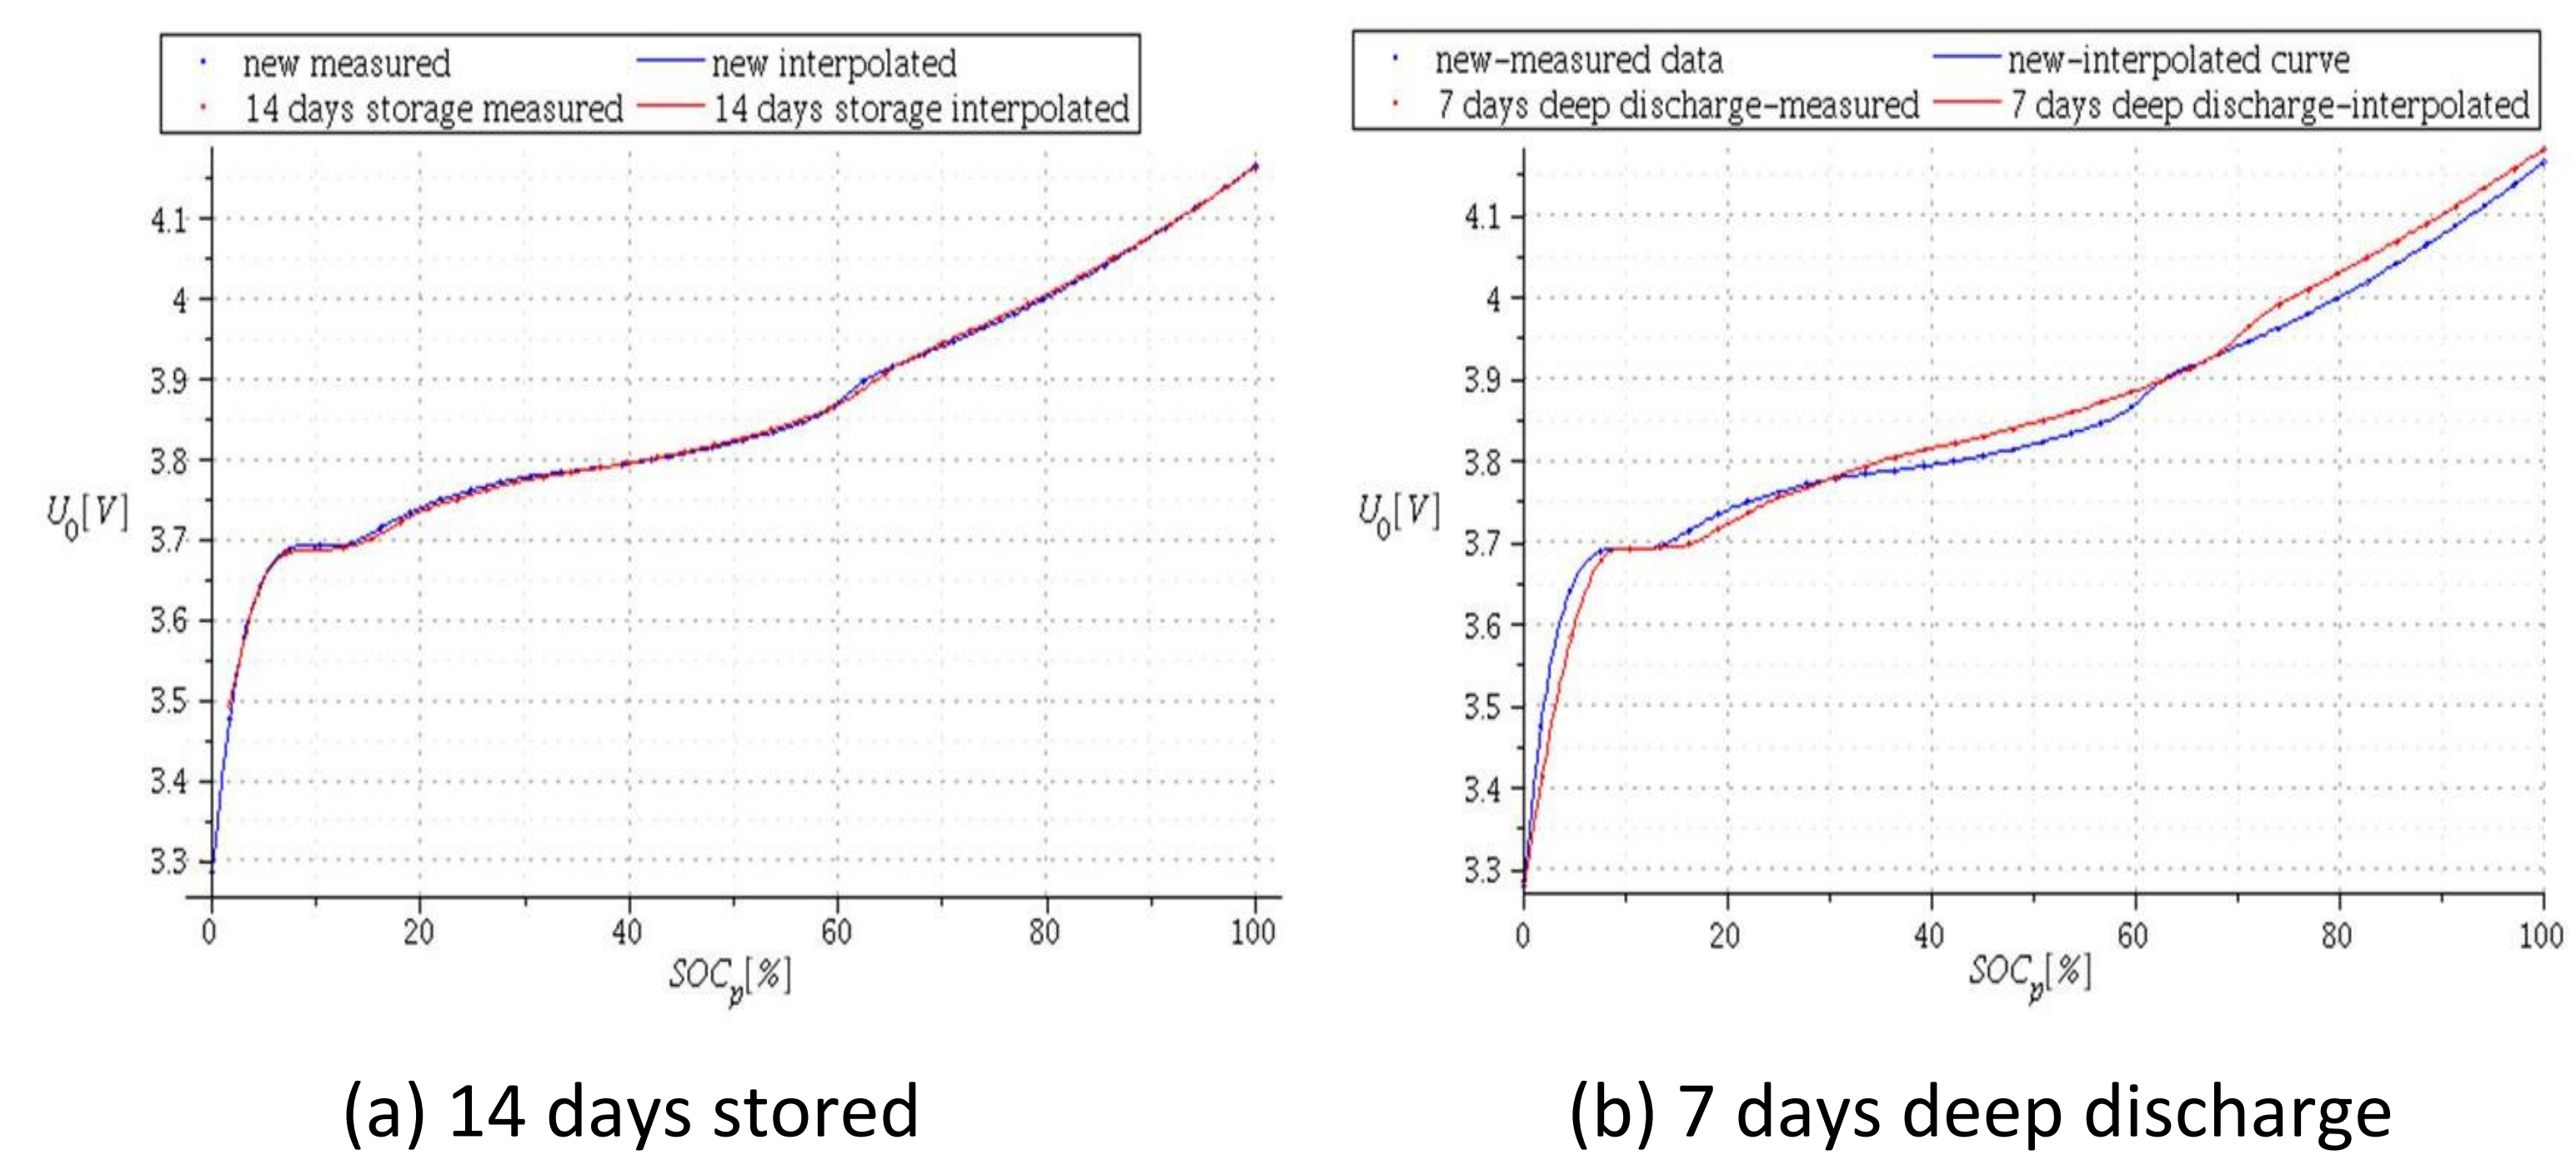 new measured new interpolated
14 days storage measured 14 days storage interpolated
4.1
4
3.9
3.8
3.7
3.6
3.5
3.4
3.3
U0[V]
0 20 40 60 80 100
SOCp[%]
(a) 14 days stored
new-measured data new-interpolated curve
7 days deep discharge-measured 7 days deep discharge-interpolated
4.1
4
3.9
3.8
3.7
3.6
3.5
3.4
3.3
U0[V]
0 20 40 60 80 100
SOCp[%]
(b) 7 days deep discharge